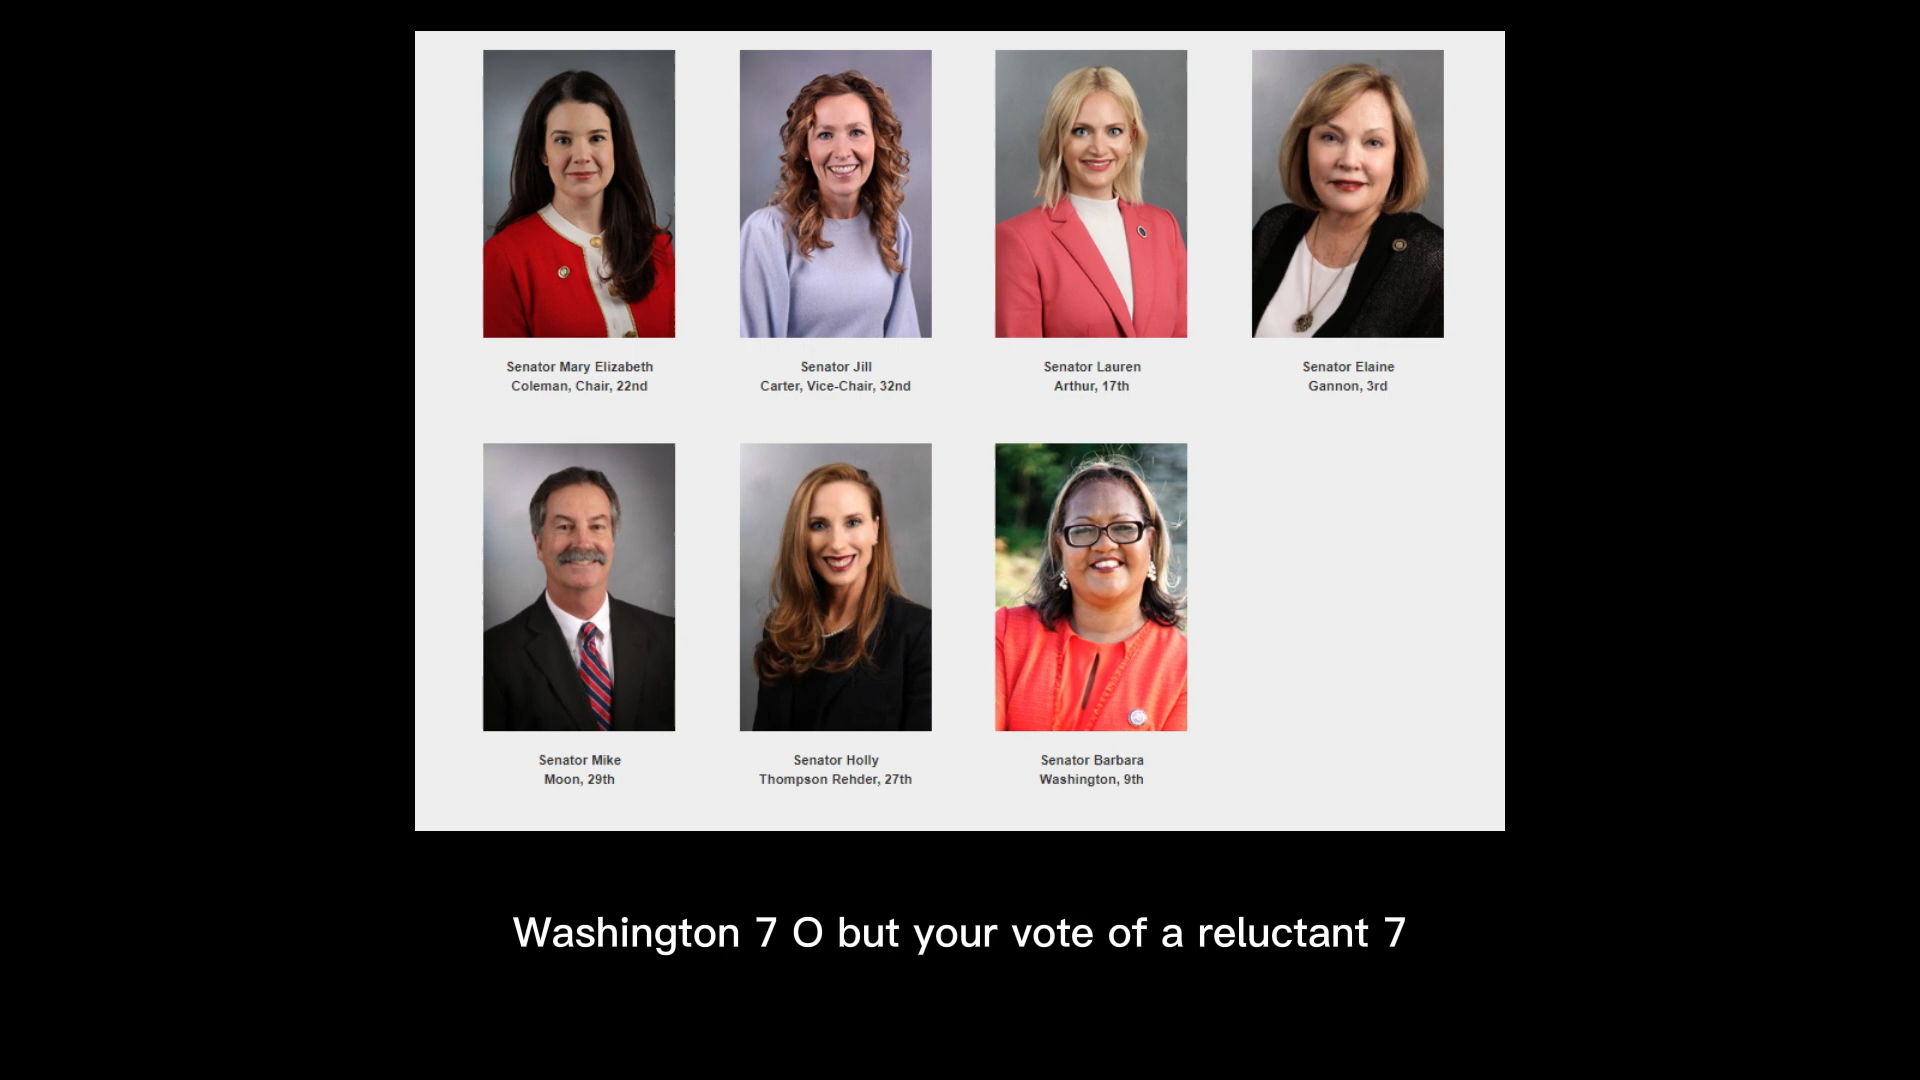 Senator Mary Elizabeth
Coleman, Chair, 22nd
Senator Jill
Carter, Vice-Chair, 32nd
Senator Lauren
Arthur, 17th
Senator Elaine
Gannon, 3rd
Senator Mike
Moon, 29th
Senator Holly
Thompson Rehder, 27th
Senator Barbara
Washington, 9th
Washington 7 O but your vote of a reluctant 7